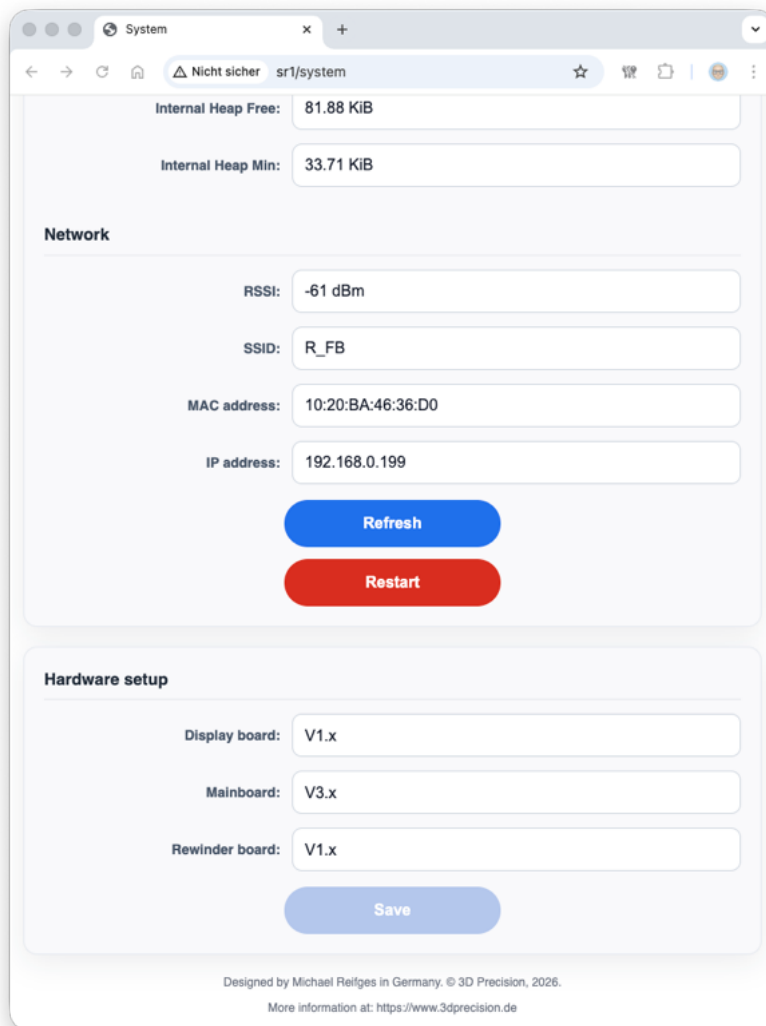 System
Nicht sicher
sr1/system
Internal Heap Free: 81.88 KiB
Internal Heap Min: 33.71 KiB
Network
RSSI: -61 dBm
SSID: R_FB
MAC address: 10:20:BA:46:36:D0
IP address: 192.168.0.199
Refresh
Restart
Hardware setup
Display board: V1.x
Mainboard: V3.x
Rewinder board: V1.x
Save
Designed by Michael Reifges in Germany. © 3D Precision, 2026.
More information at: https://www.3dprecision.de